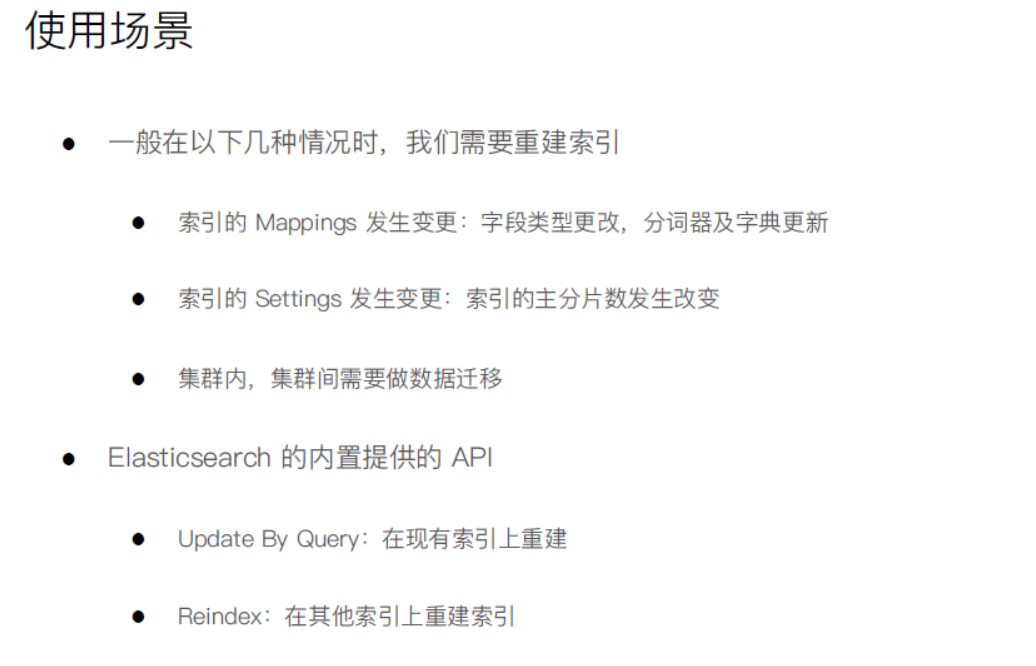 使用场景
一般在以下几种情况时，我们需要重建索引
索引的 Mappings 发生变更：字段类型更改，分词器及字典更新
索引的 Settings 发生变更：索引的主分片数发生改变
集群内，集群间需要做数据迁移
Elasticsearch 的内置提供的 API
Update By Query：在现有索引上重建
Reindex：在其他索引上重建索引